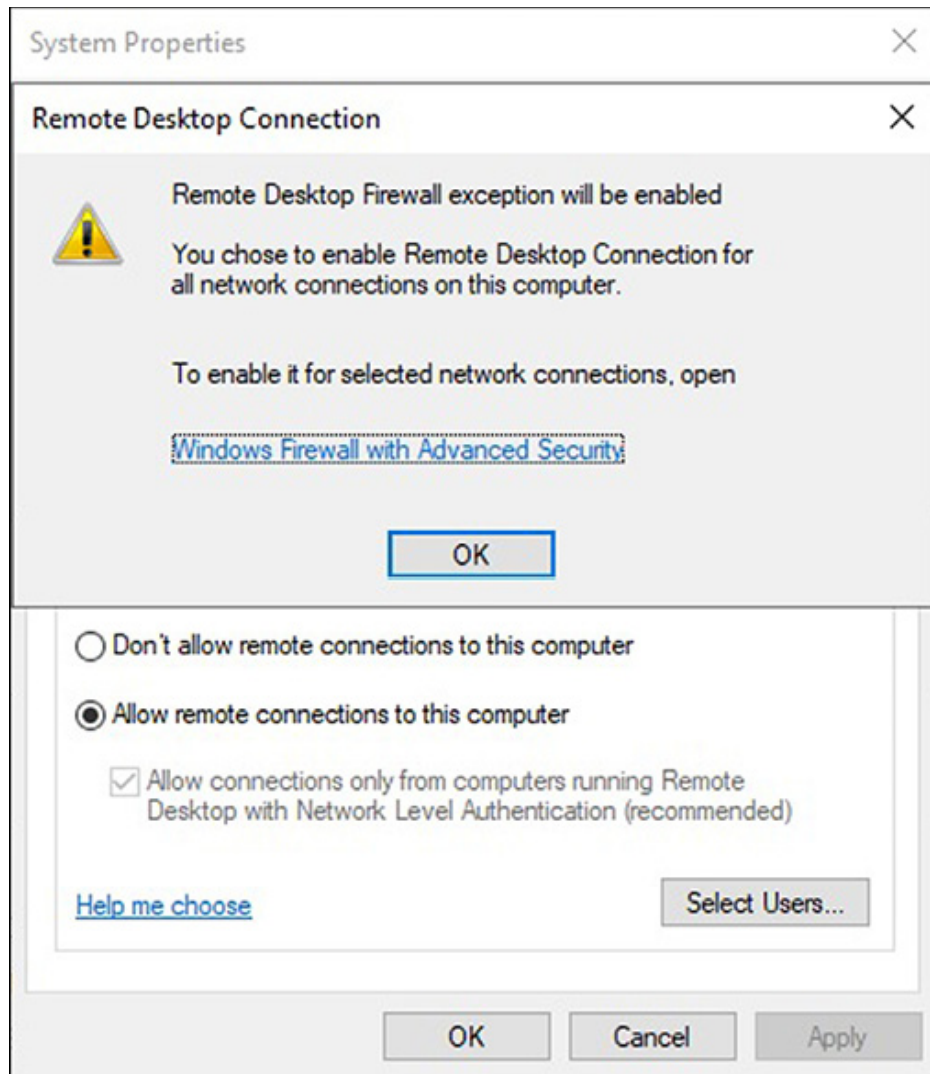 System Properties
Remote Desktop Connection
Remote Desktop Firewall exception will be enabled
You chose to enable Remote Desktop Connection for
all network connections on this computer.
To enable it for selected network connections, open
Windows Firewall with Advanced Security
OK
Don't allow remote connections to this computer
Allow remote connections to this computer
Allow connections only from computers running Remote
Desktop with Network Level Authentication (recommended)
Help me choose
Select Users...
OK
Cancel
Apply